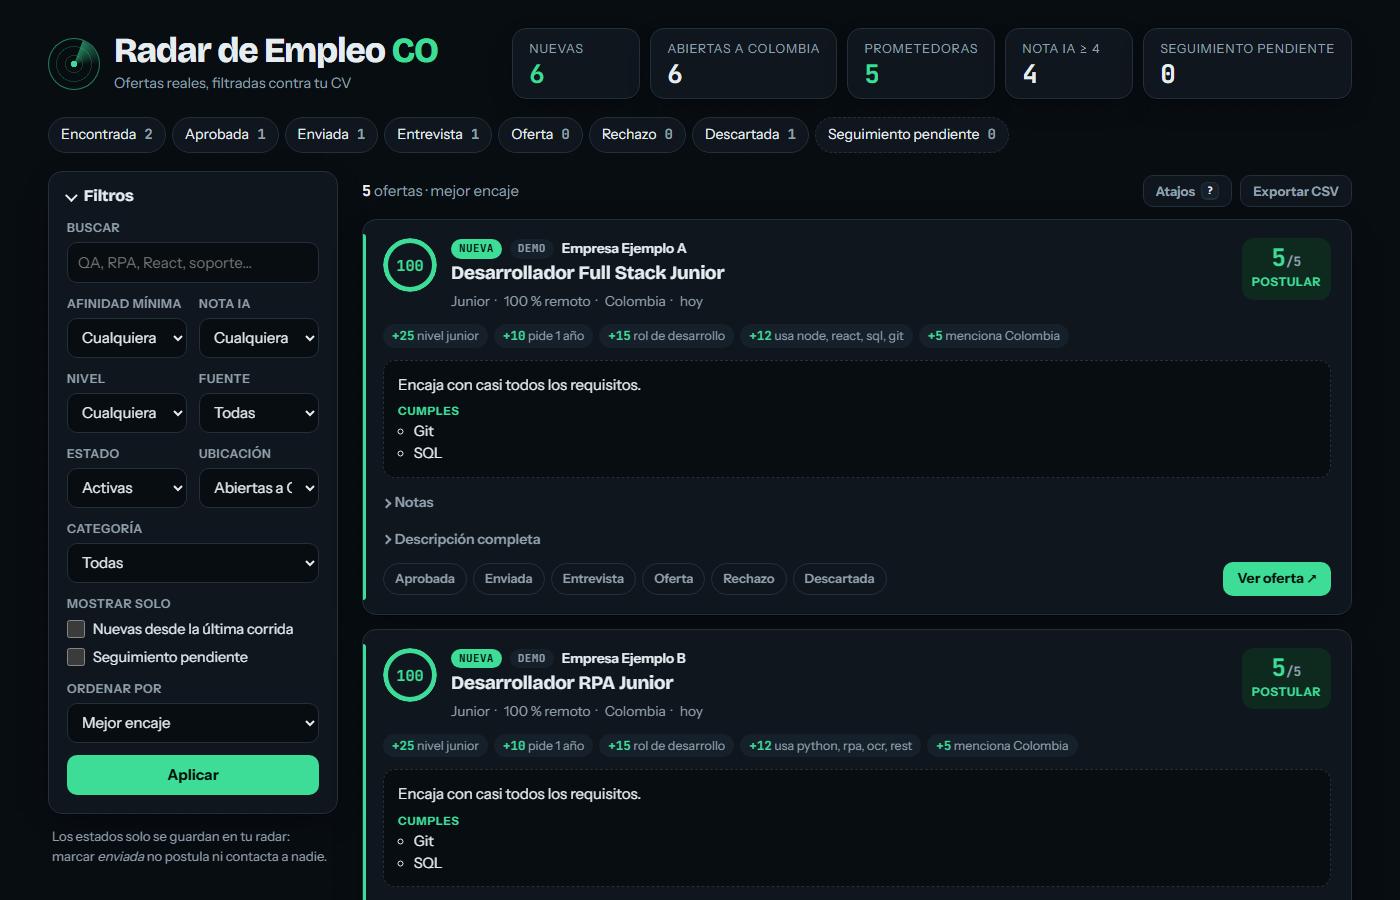 Radar de Empleo CO
Ofertas reales, filtradas contra tu CV
NUEVAS
6
ABIERTAS A COLOMBIA
6
PROMETEDORAS
5
NOTA IA ≥ 4
4
SEGUIMIENTO PENDIENTE
0
Encontrada 2
Aprobada 1
Enviada 1
Entrevista 1
Oferta 0
Rechazo 0
Descartada 1
Seguimiento pendiente 0
Filtros
BUSCAR
QA, RPA, React, soporte...
AFINIDAD MÍNIMA
NOTA IA
Cualquiera
Cualquiera
NIVEL
FUENTE
Cualquiera
Todas
ESTADO
UBICACIÓN
Activas
Abiertas a C
CATEGORÍA
Todas
MOSTRAR SOLO
Nuevas desde la última corrida
Seguimiento pendiente
ORDENAR POR
Mejor encaje
Aplicar
Los estados solo se guardan en tu radar:
marcar enviada no postula ni contacta a nadie.
5 ofertas · mejor encaje
Atajos ?
Exportar CSV
100
NUEVA DEMO Empresa Ejemplo A
Desarrollador Full Stack Junior
Junior · 100 % remoto · Colombia · hoy
5/5
POSTULAR
+25 nivel junior
+10 pide 1 año
+15 rol de desarrollo
+12 usa node, react, sql, git
+5 menciona Colombia
Encaja con casi todos los requisitos.
CUMPLES
Git
SQL
Notas
Descripción completa
Aprobada
Enviada
Entrevista
Oferta
Rechazo
Descartada
Ver oferta ↗
100
NUEVA DEMO Empresa Ejemplo B
Desarrollador RPA Junior
Junior · 100 % remoto · Colombia · hoy
5/5
POSTULAR
+25 nivel junior
+10 pide 1 año
+15 rol de desarrollo
+12 usa python, rpa, ocr, rest
+5 menciona Colombia
Encaja con casi todos los requisitos.
CUMPLES
Git
SQL